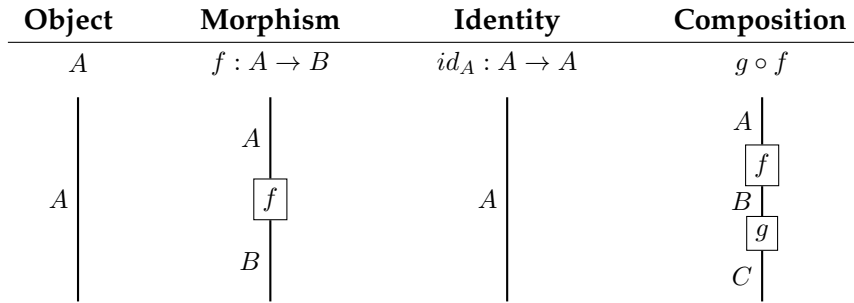 Object Morphism Identity Composition
A f : A → B id_A : A → A g ∘ f
A
A
A
f
B
A
B
f
g
C
A